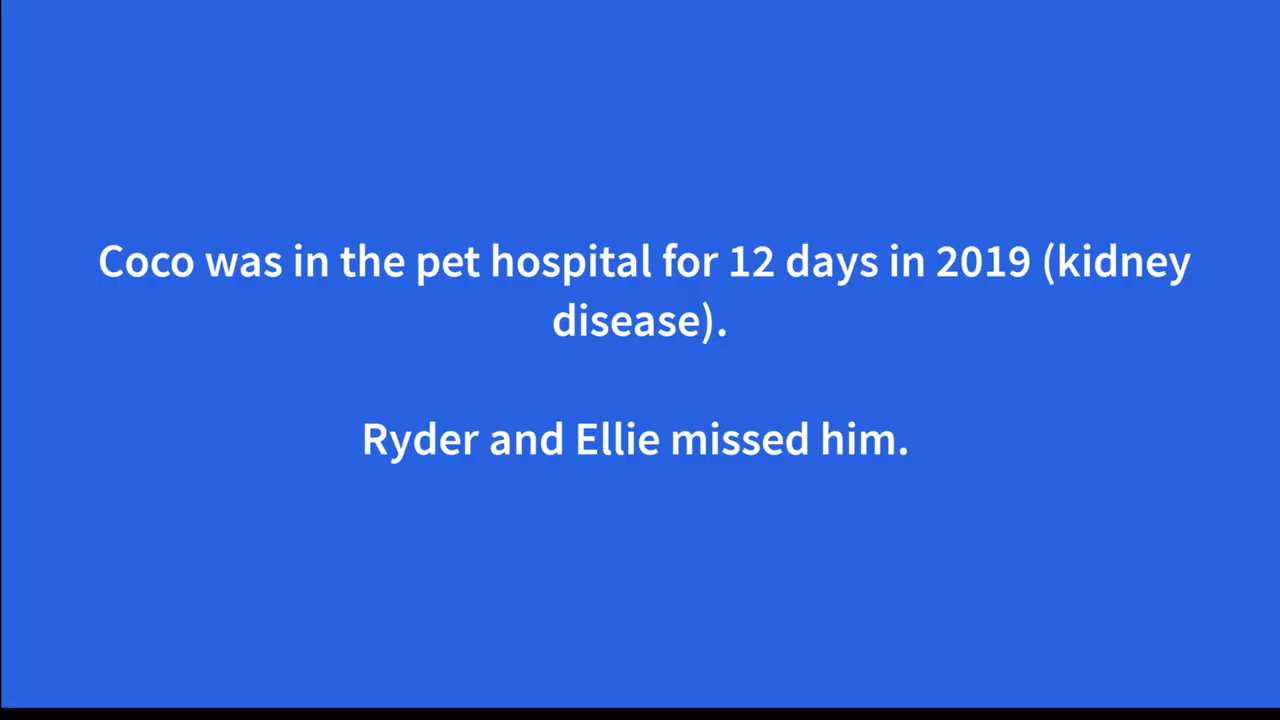 Coco was in the pet hospital for 12 days in 2019 (kidney
disease).
Ryder and Ellie missed him.